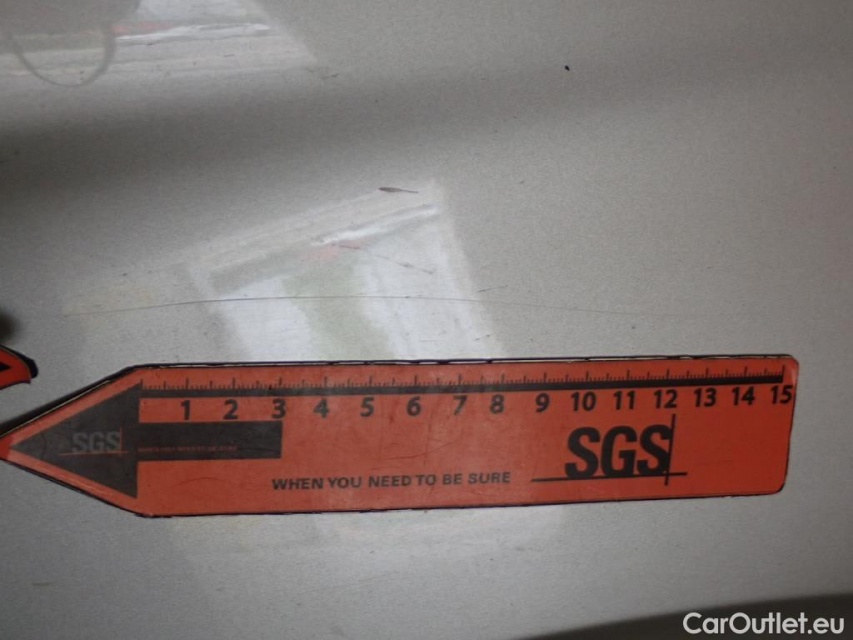 1 2 3 4 5 6 7 8 9 10 11 12 13 14 15
SGS
SGS
WHEN YOU NEED TO BE SURE
CarOutlet.eu